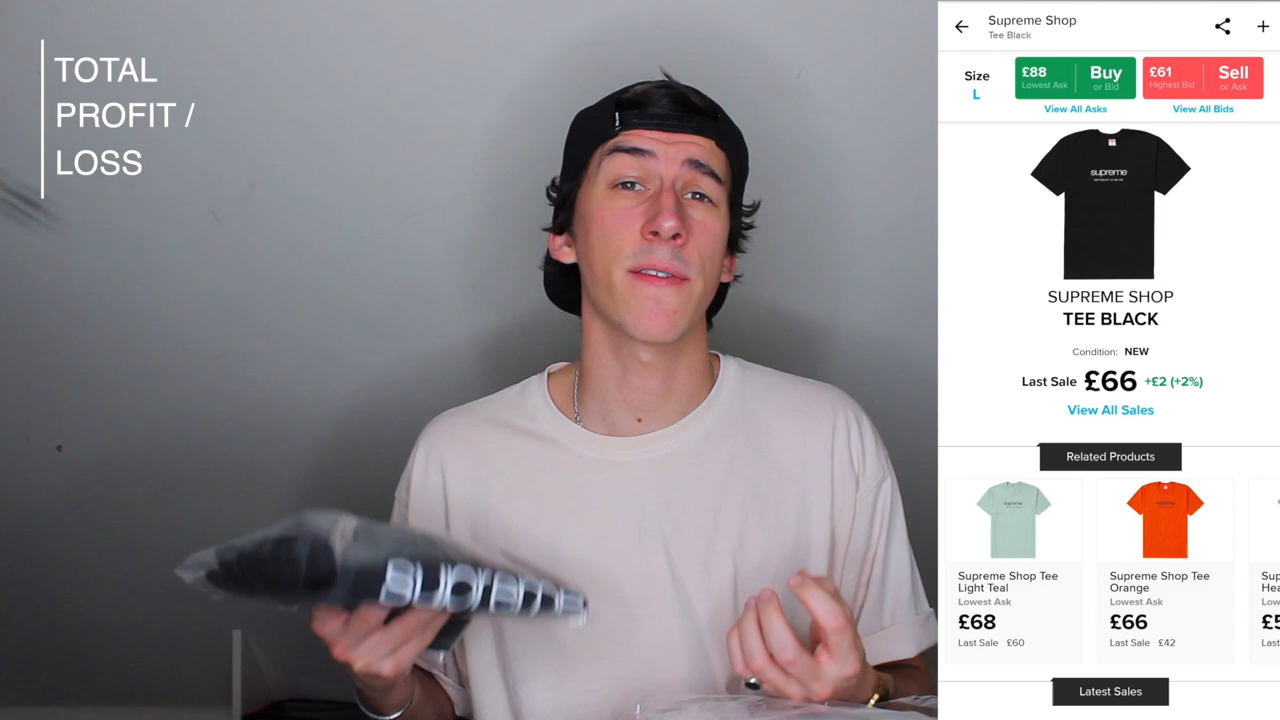 TOTAL
PROFIT /
LOSS
Supreme Shop
Tee Black
Size
L
£88
Lowest Ask
Buy
or Bid
£61
Highest Bid
Sell
or Ask
View All Asks
View All Bids
supreme
SUPREME SHOP
TEE BLACK
Condition: NEW
Last Sale £66 +£2 (+2%)
View All Sales
Related Products
Supreme Shop Tee
Light Teal
Lowest Ask
£68
Last Sale £60
Supreme Shop Tee
Orange
Lowest Ask
£66
Last Sale £42
Latest Sales
Supreme